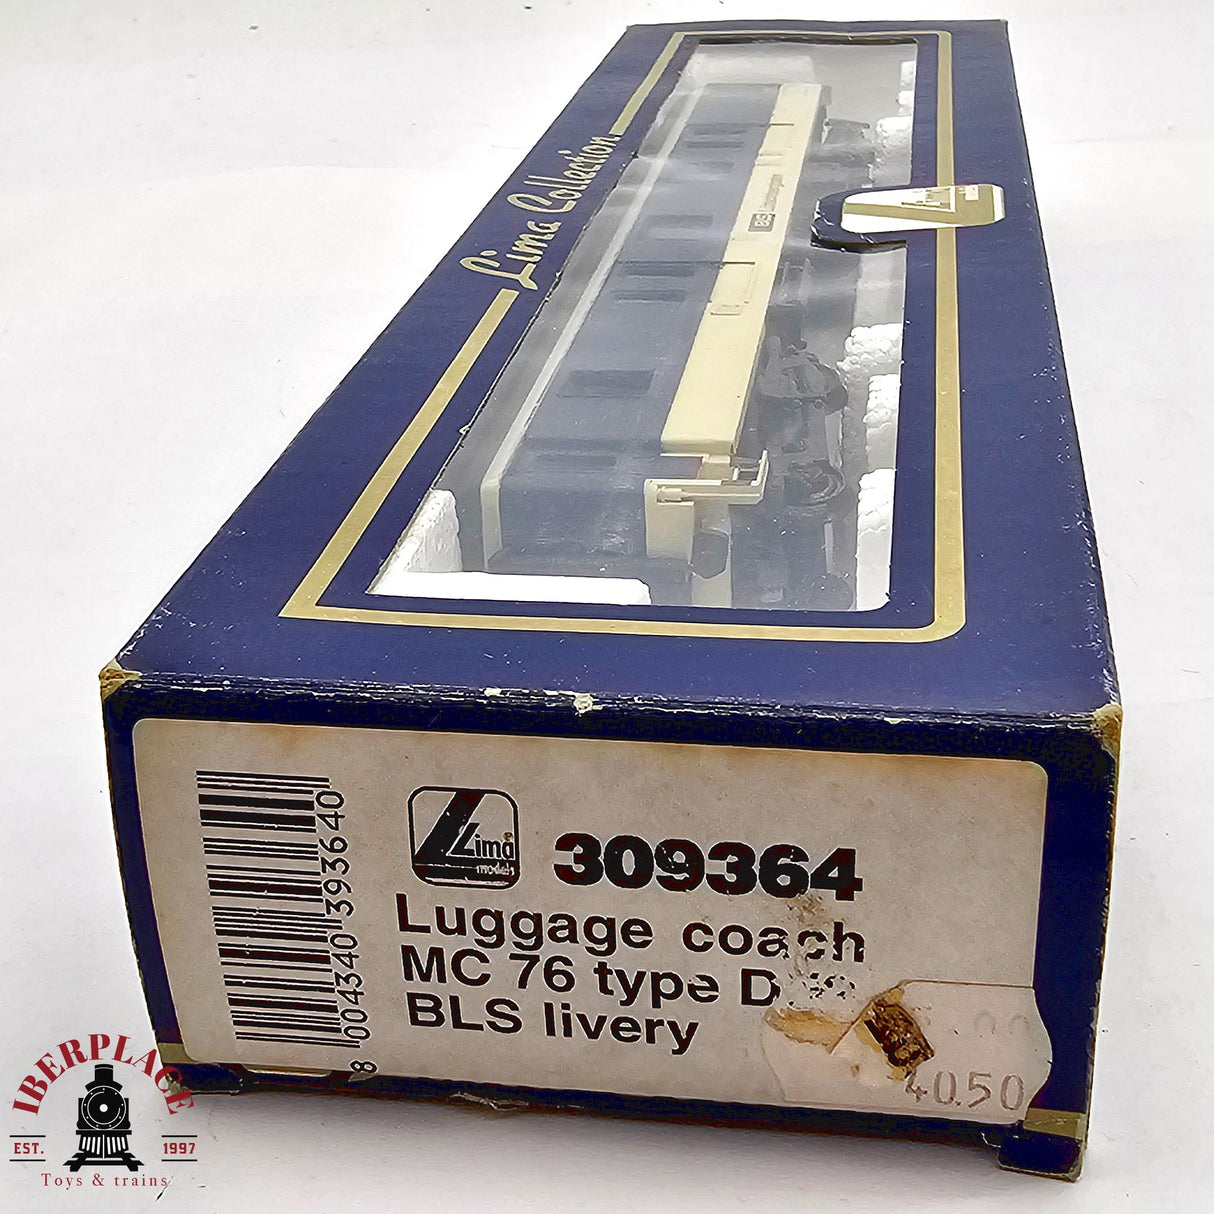 Lima Collection
BLS
Lima
models
309364
Luggage coach
MC 76 type D
BLS livery
8 004340 393640
40.50
IBERPLACE
EST. 1997
Toys & trains